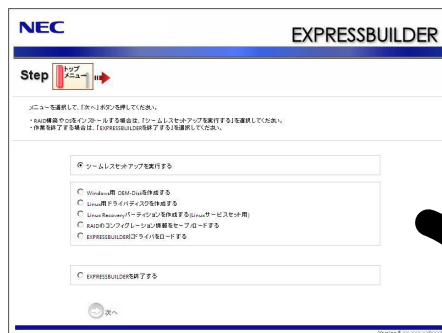 NEC
EXPRESSBUILDER
Step トップメニュー
メニューを選択して、「次へ」ボタンを押してください。
・RAID構築やOSをインストールする場合は、「シームレスセットアップを実行する」を選択してください。
・作業を終了する場合は、「EXPRESSBUILDERを終了する」を選択してください。
シームレスセットアップを実行する
Windows用 OEM-Diskを作成する
Linux用ドライバディスクを作成する
Linux Recoveryパーティションを作成する(Linuxサービスセット用)
RAIDのコンフィグレーション情報をセーブ/ロードする
EXPRESSBUILDERにドライバをロードする
EXPRESSBUILDERを終了する
次へ